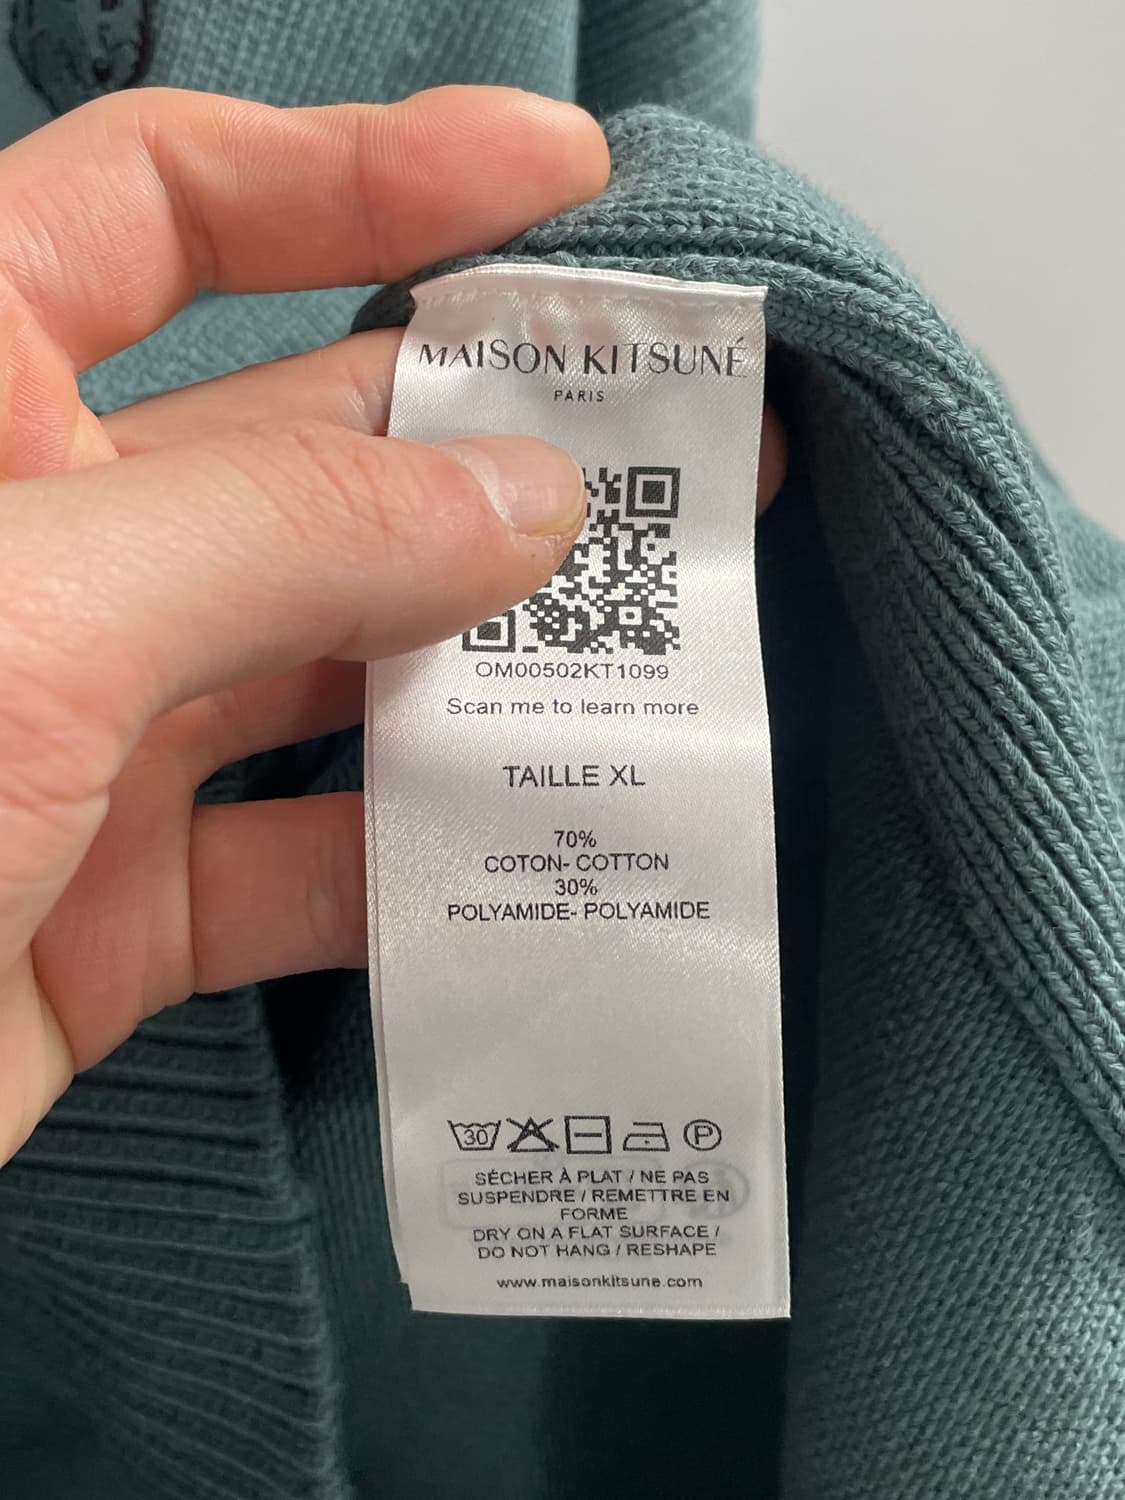 MAISON KITSUNÉ
PARIS
OM00502KT1099
Scan me to learn more
TAILLE XL
70%
COTON- COTTON
30%
POLYAMIDE- POLYAMIDE
30 P
SÉCHER À PLAT / NE PAS
SUSPENDRE / REMETTRE EN
FORME
DRY ON A FLAT SURFACE /
DO NOT HANG / RESHAPE
www.maisonkitsune.com